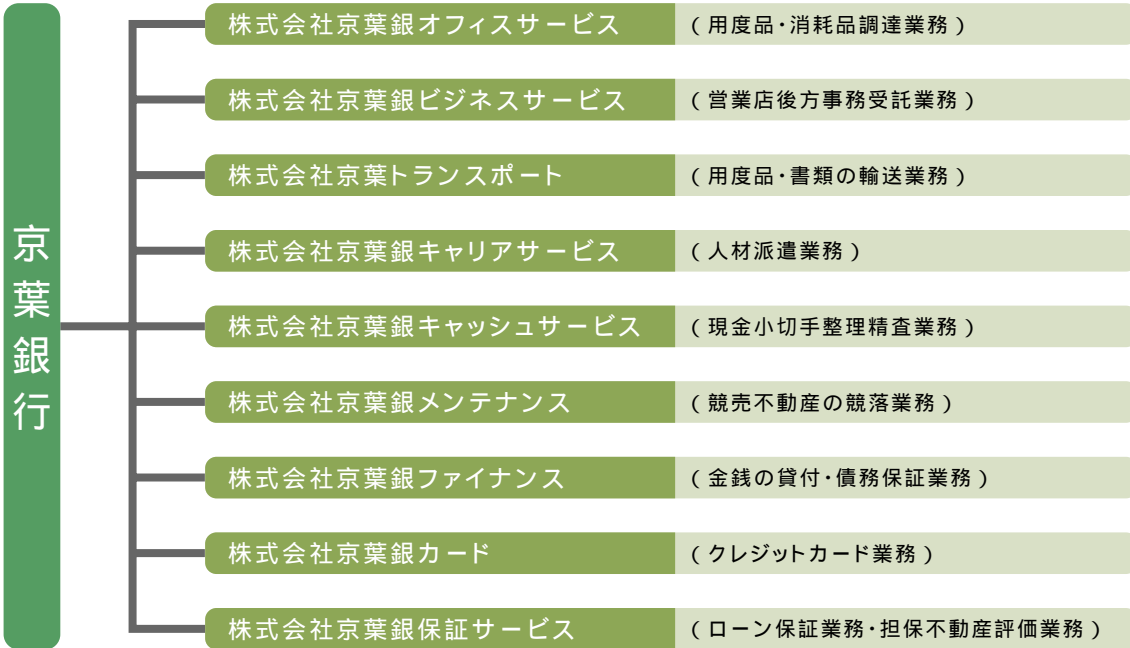 京葉銀行
株式会社京葉銀オフィスサービス (用度品・消耗品調達業務)
株式会社京葉銀ビジネスサービス (営業店後方事務受託業務)
株式会社京葉トランスポート (用度品・書類の輸送業務)
株式会社京葉銀キャリアサービス (人材派遣業務)
株式会社京葉銀キャッシュサービス (現金小切手整理精査業務)
株式会社京葉銀メンテナンス (競売不動産の競落業務)
株式会社京葉銀ファイナンス (金銭の貸付・債務保証業務)
株式会社京葉銀カード (クレジットカード業務)
株式会社京葉銀保証サービス (ローン保証業務・担保不動産評価業務)